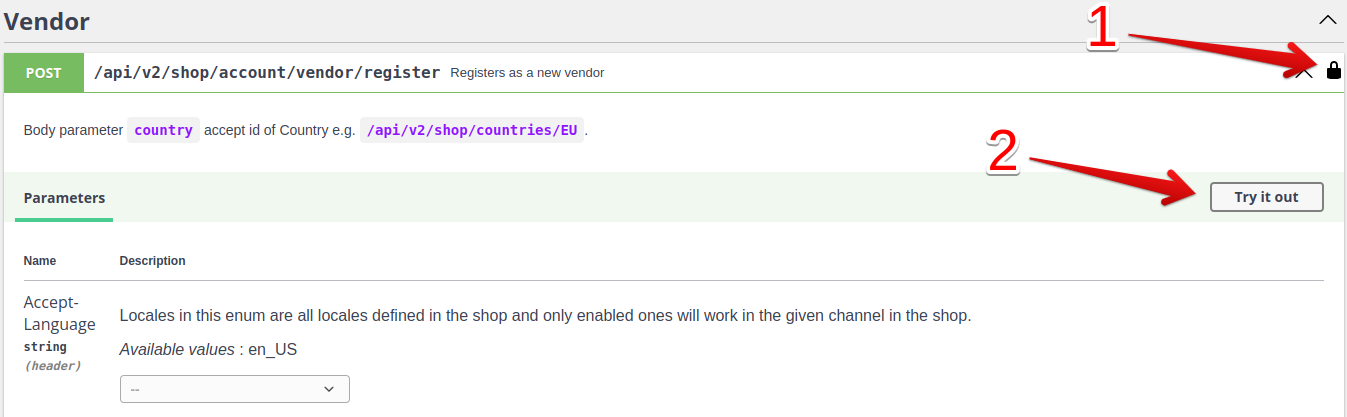 Vendor
1
POST /api/v2/shop/account/vendor/register Registers as a new vendor
Body parameter country accept id of Country e.g. /api/v2/shop/countries/EU .
2
Parameters Try it out
Name Description
Accept-
Language
string
(header)
Locales in this enum are all locales defined in the shop and only enabled ones will work in the given channel in the shop.
Available values : en_US
--